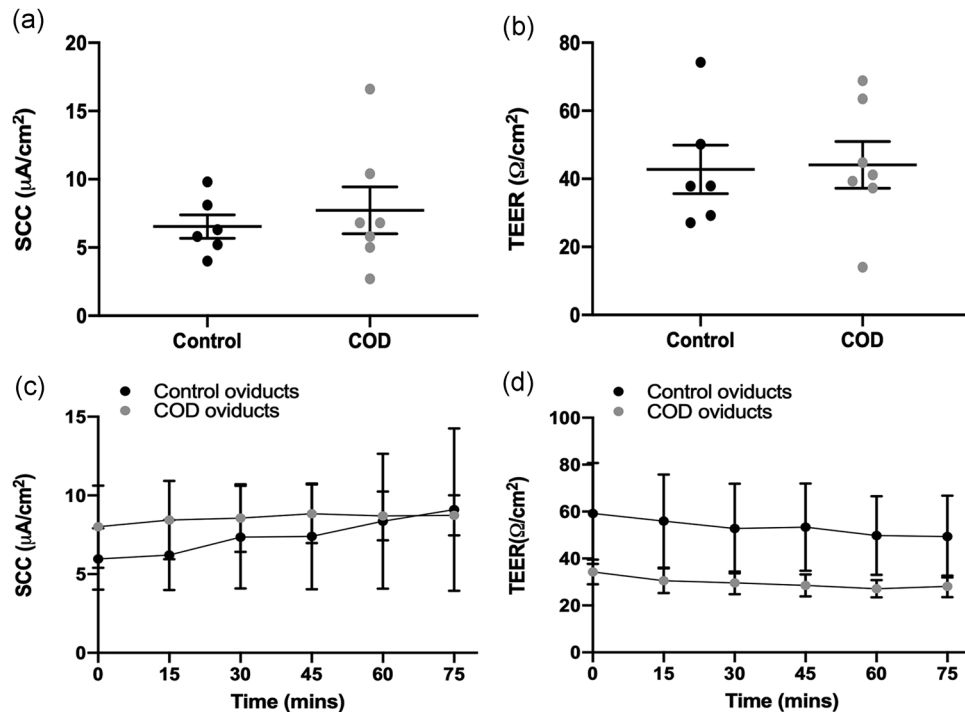 (a)
SCC (µA/cm²)
20
15
10
5
0
Control
COD
(b)
TEER (Ω/cm²)
80
60
40
20
0
Control
COD
(c)
Control oviducts
COD oviducts
SCC (µA/cm²)
15
10
5
0
0 15 30 45 60 75
Time (mins)
(d)
Control oviducts
COD oviducts
TEER(Ω/cm²)
100
80
60
40
20
0
0 15 30 45 60 75
Time (mins)